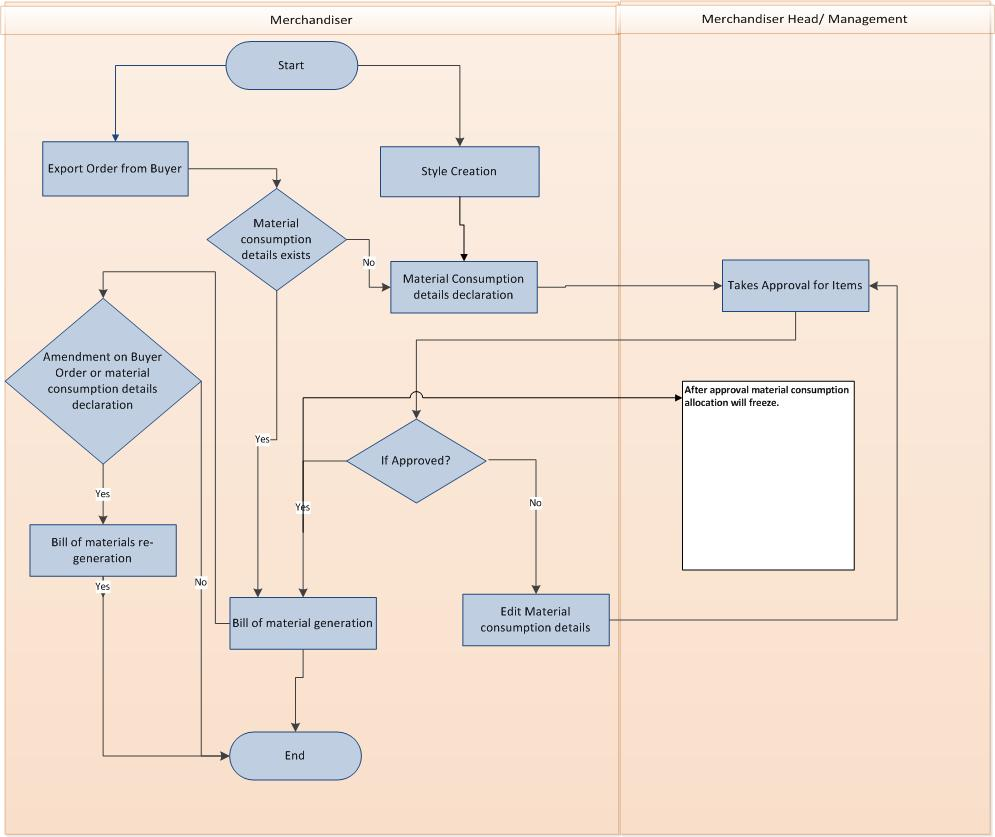 Merchandiser
Merchandiser Head/ Management
Start
Export Order from Buyer
Style Creation
Material
consumption
details exists
No
Material Consumption
details declaration
Takes Approval for Items
Amendment on Buyer
Order or material
consumption details
declaration
After approval material consumption
allocation will freeze.
Yes
If Approved?
Yes
No
Yes
Bill of materials re-
generation
Yes
No
Bill of material generation
Edit Material
consumption details
End